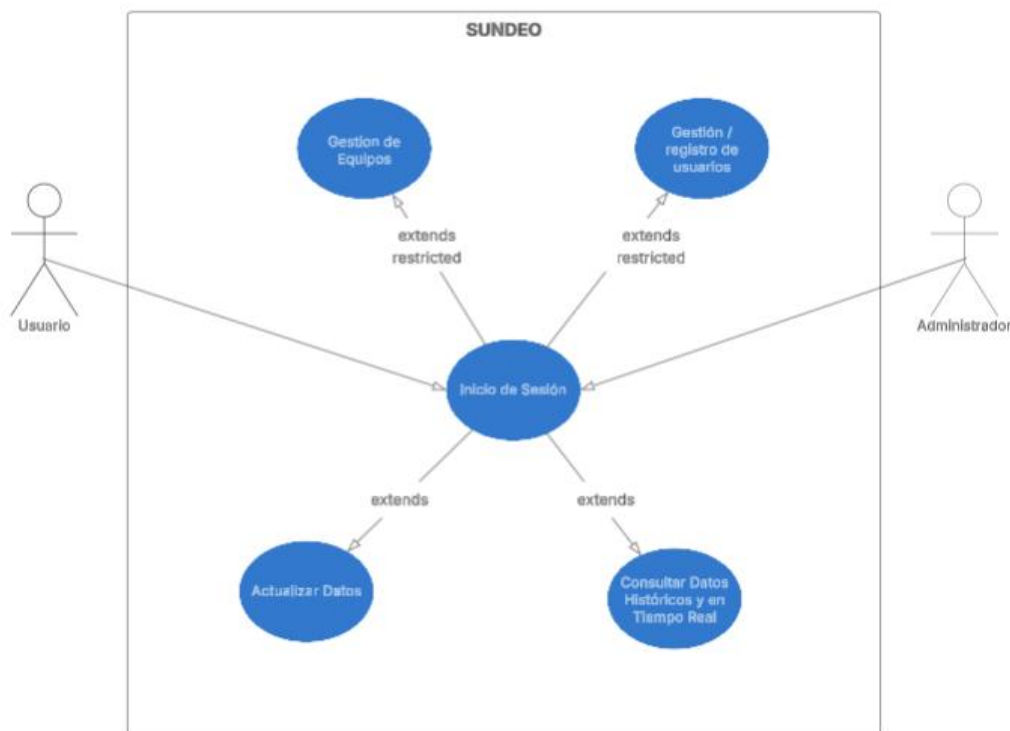 SUNDEO
Gestion de
Equipos
Gestión /
registro de
usuarios
extends
restricted
extends
restricted
Usuario
Administrador
Inicio de Sesión
extends
extends
Actualizar Datos
Consultar Datos
Históricos y en
Tiempo Real